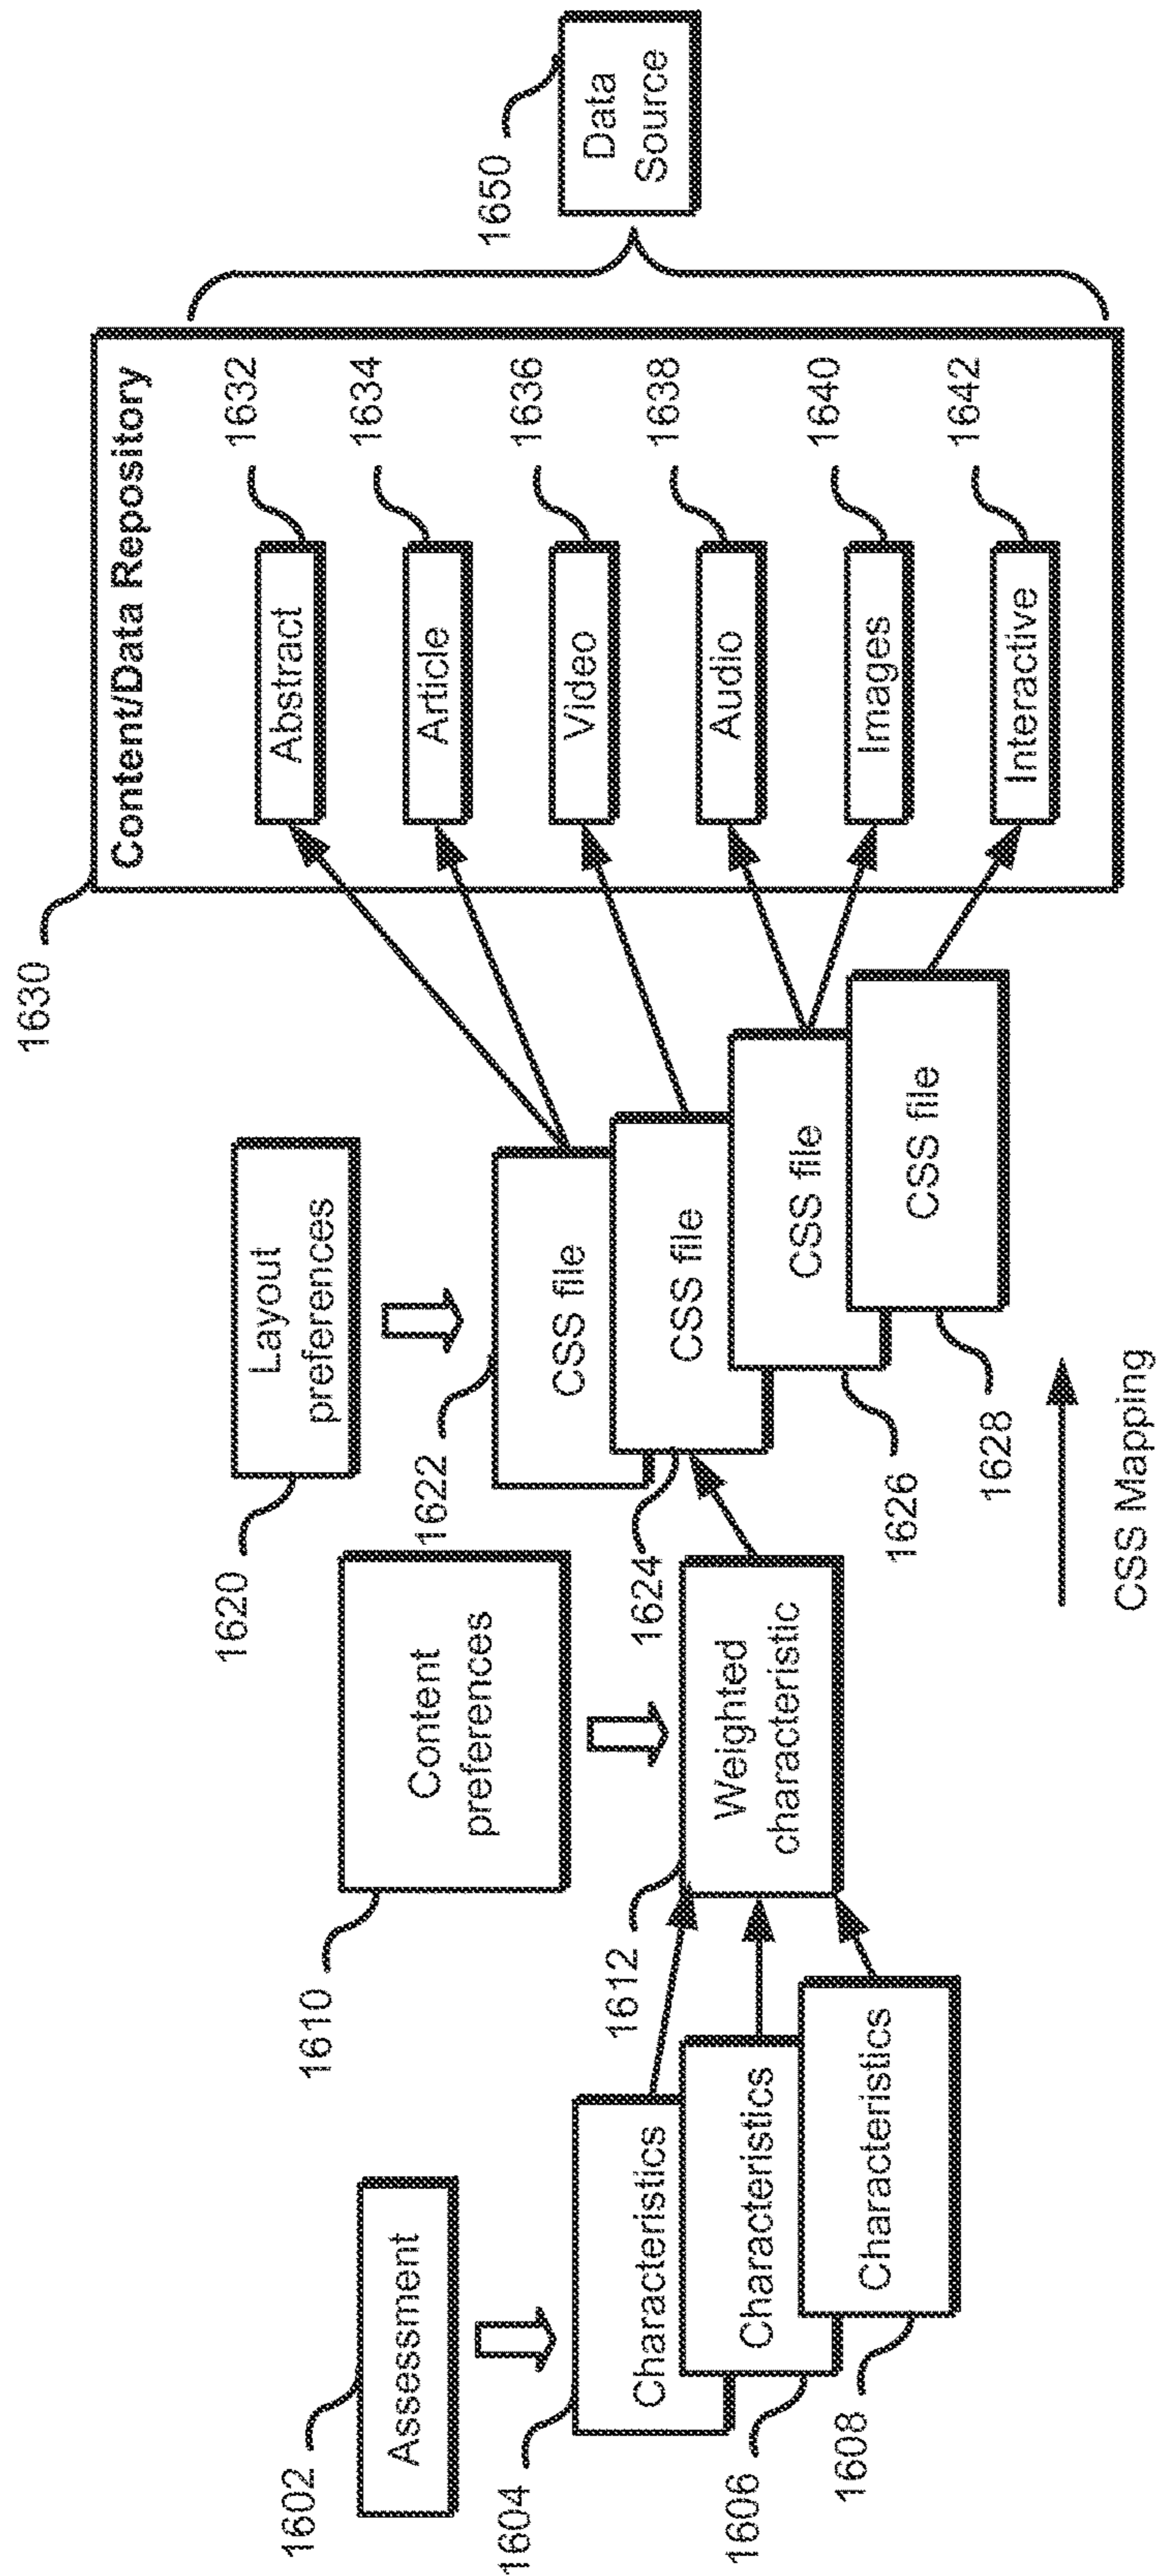 1602
Assessment
1604
Characteristics
1606
Characteristics
1608
Characteristics
1610
Content
preferences
1612
Weighted
characteristic
1620
Layout
preferences
1622
CSS file
1624
CSS file
1626
CSS file
1628
CSS file
CSS Mapping
1630
Content/Data Repository
Abstract
1632
Article
1634
Video
1636
Audio
1638
Images
1640
Interactive
1642
1650
Data
Source